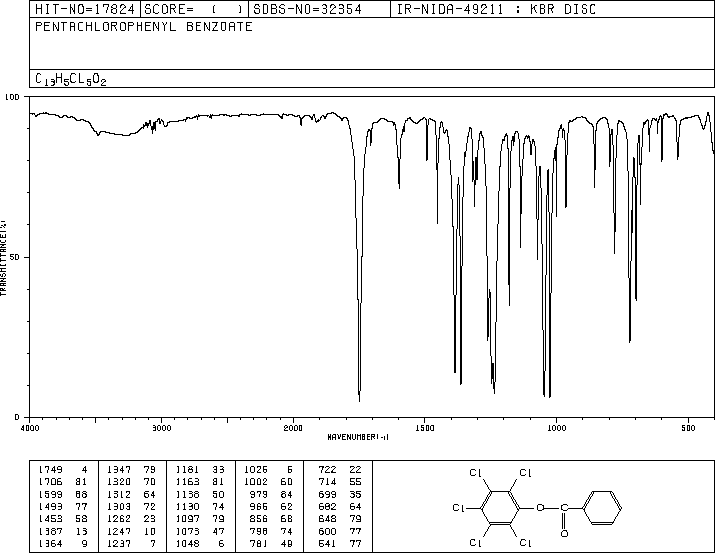 HIT-NO=17824 SCORE= ( ) SDBS-NO=32354 IR-NIDA-49211 : KBR DISC
PENTACHLOROPHENYL BENZOATE
C13H5CL5O2
100
50
0
TRANSMITTANCE(%)
4000 3000 2000 1500 1000 500
WAVENUMBER(-1)
1749 4 1347 79 1181 33 1026 6 722 22
1706 81 1320 70 1163 81 1002 60 714 55
1599 68 1312 64 1138 50 979 84 699 35
1493 77 1303 72 1130 74 966 62 682 64
1453 58 1262 23 1097 79 856 68 648 79
1387 13 1247 10 1073 47 798 74 600 77
1364 9 1237 7 1048 6 781 49 541 77
Cl Cl
Cl O C
O
Cl Cl